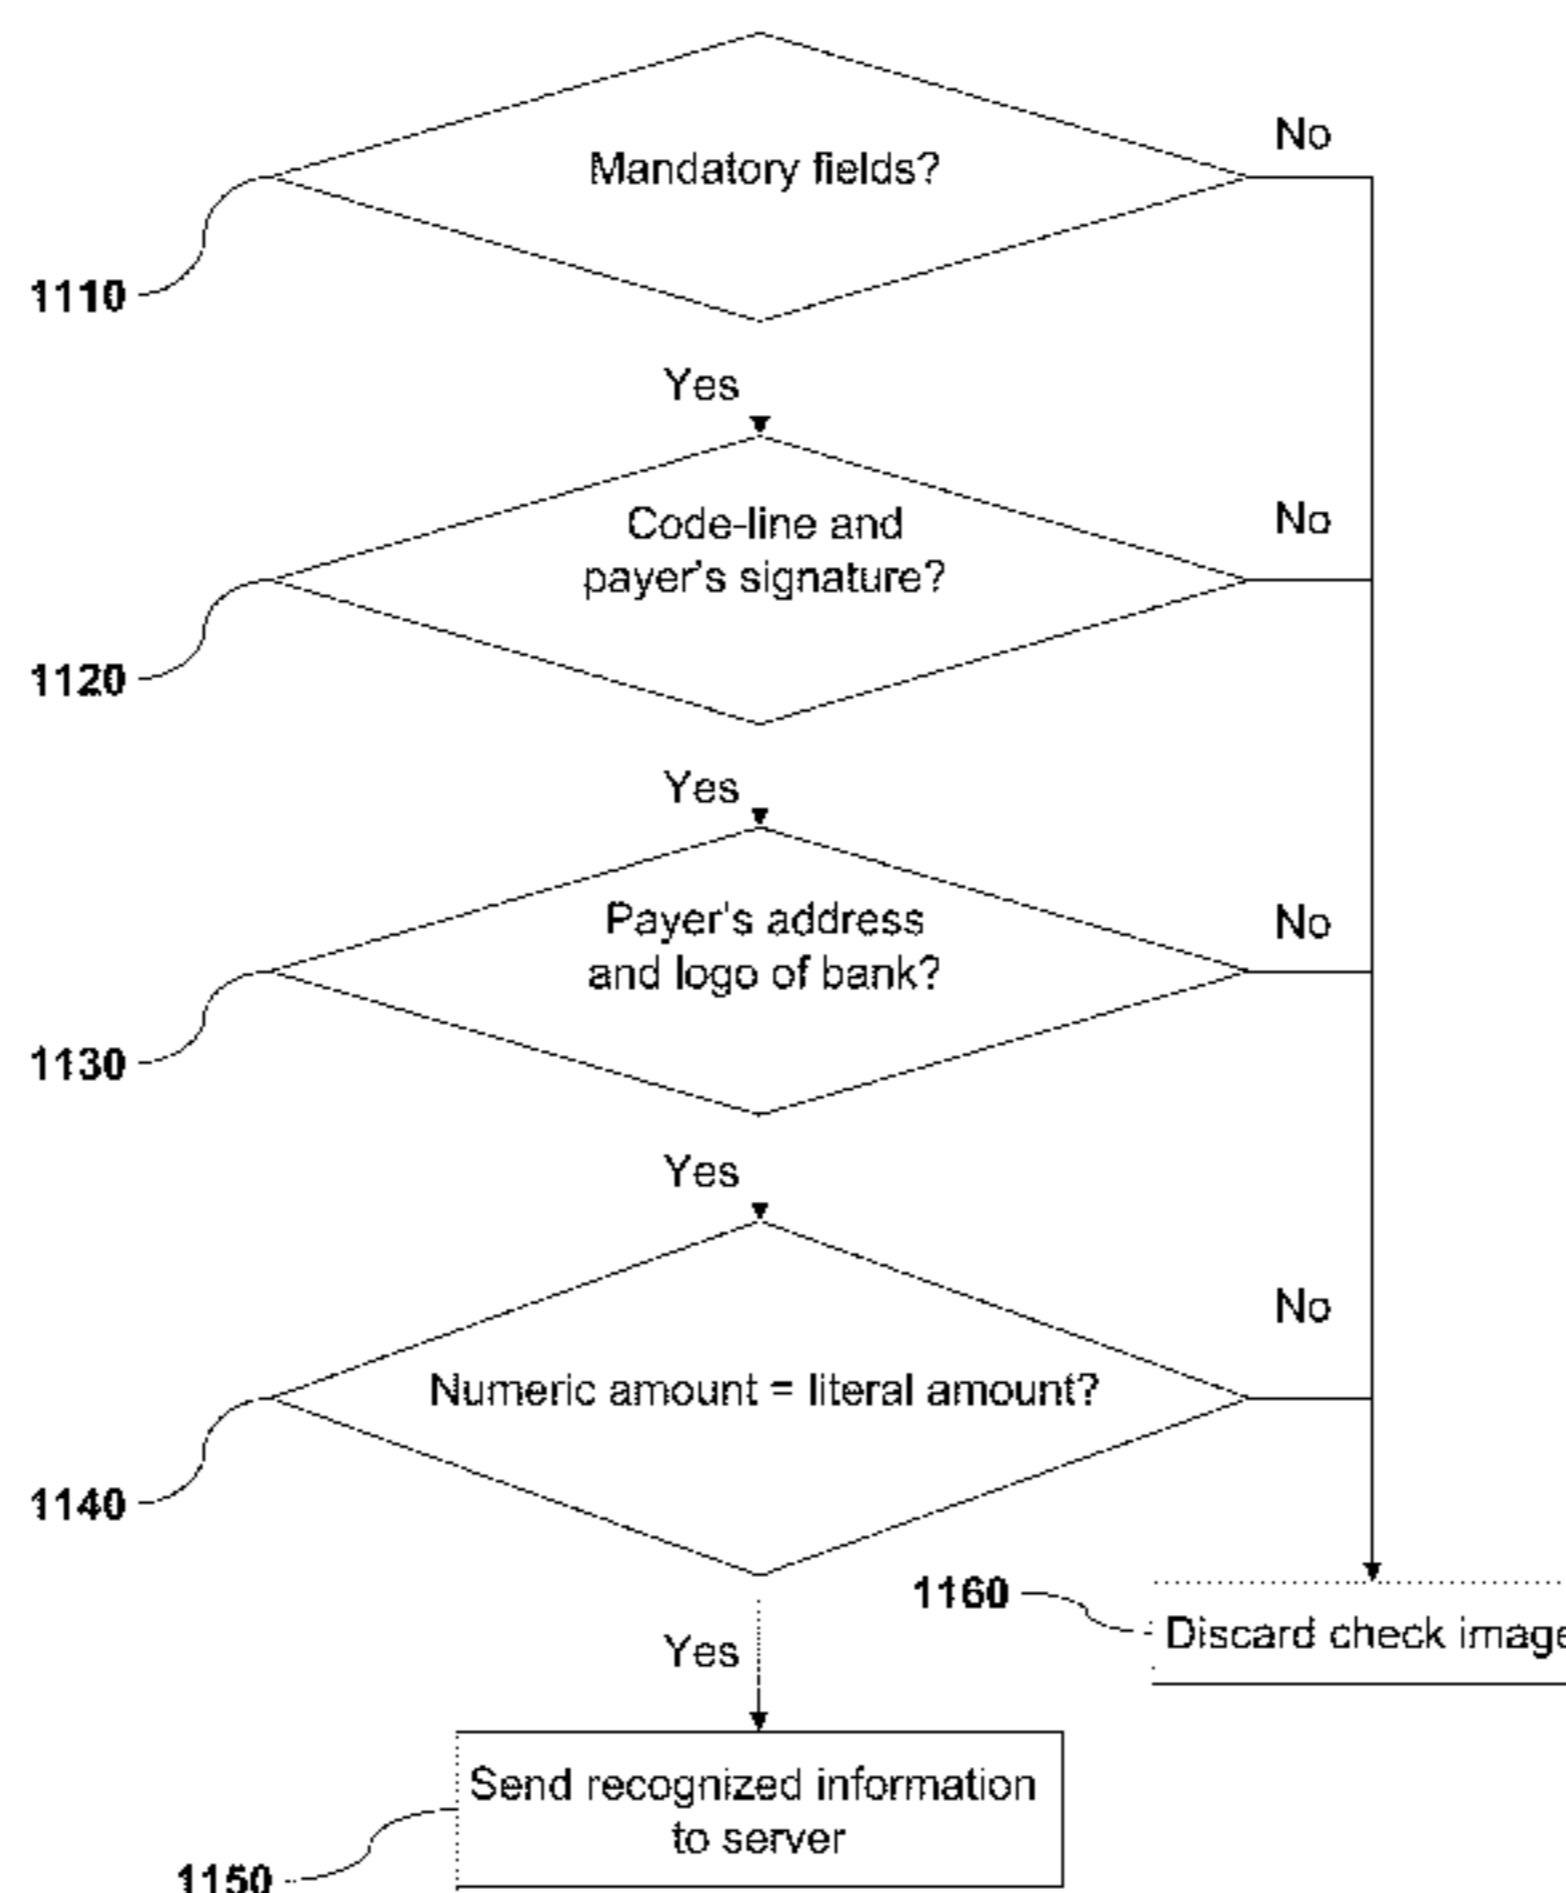 Mandatory fields?
No
1110
Yes
Code-line and
payer's signature?
No
1120
Yes
Payer's address
and logo of bank?
No
1130
Yes
Numeric amount = literal amount?
No
1140
1160
Discard check image
Yes
Send recognized information
to server
1150